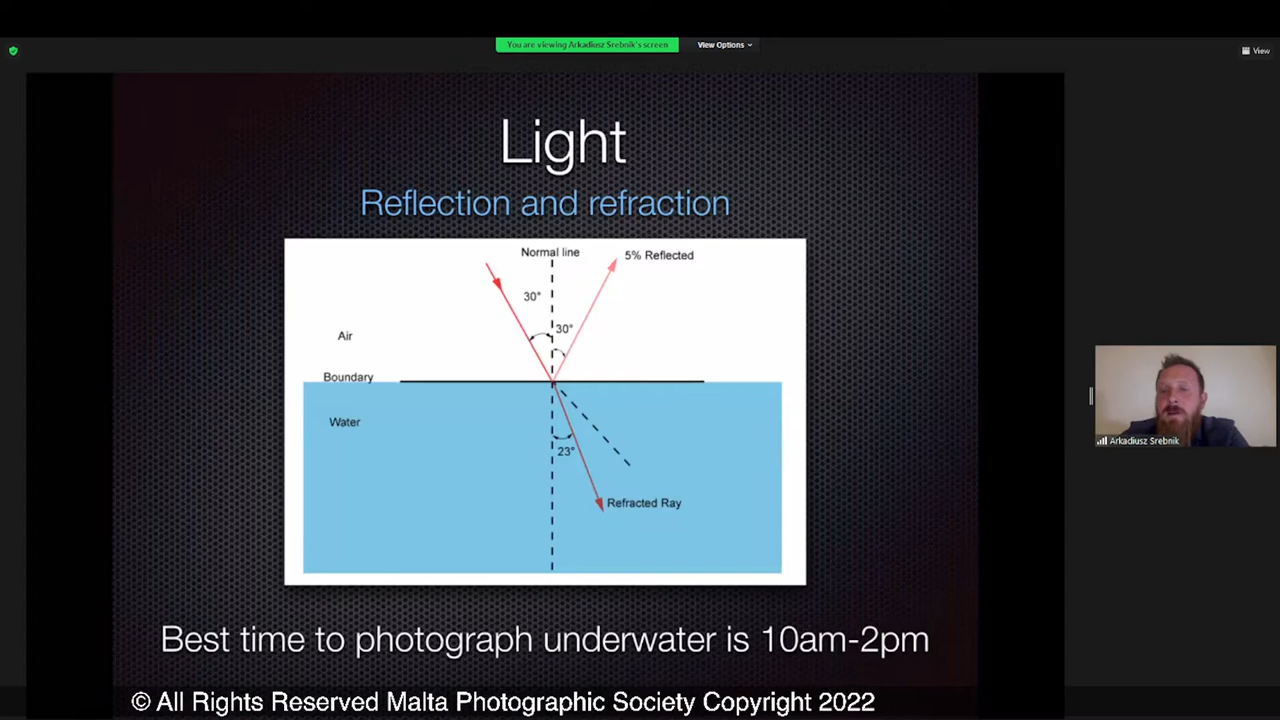 You are viewing Arkadiusz Srebnik's screen
View Options
View
Light
Reflection and refraction
Normal line
5% Reflected
30°
30°
Air
Boundary
Water
23°
Refracted Ray
Arkadiusz Srebnik
Best time to photograph underwater is 10am-2pm
© All Rights Reserved Malta Photographic Society Copyright 2022